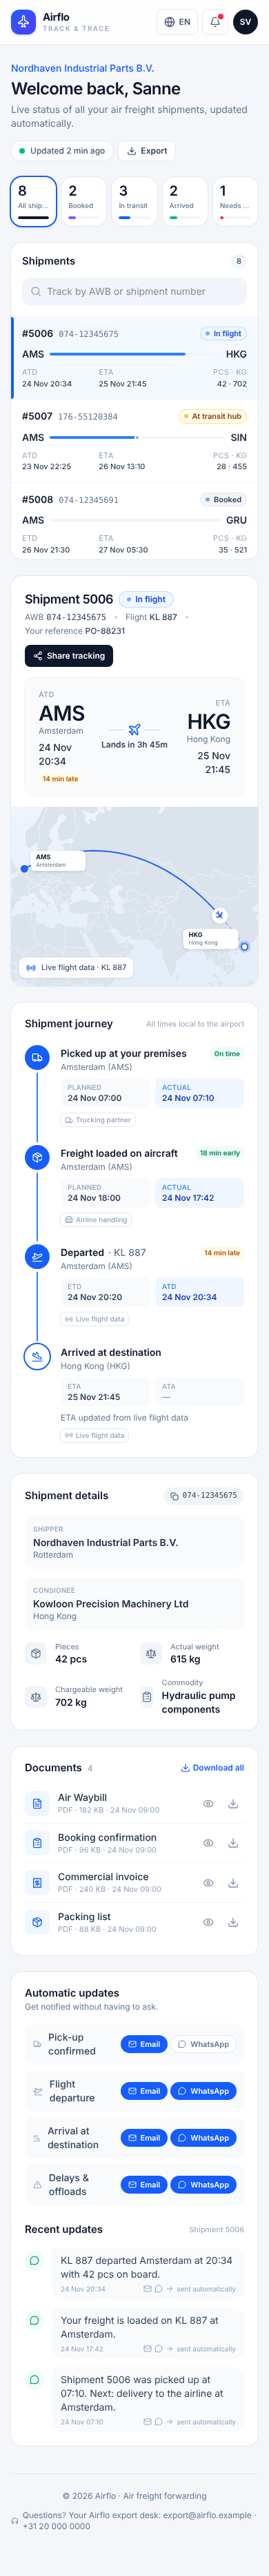 Airflo
TRACK & TRACE
EN
SV
Nordhaven Industrial Parts B.V.
Welcome back, Sanne
Live status of all your air freight shipments, updated
automatically.
Updated 2 min ago
Export
8
All ship...
2
Booked
3
In transit
2
Arrived
1
Needs ...
Shipments
8
Track by AWB or shipment number
#5006 074-12345675
In flight
AMS
HKG
ATD
ETA
PCS · KG
24 Nov 20:34
25 Nov 21:45
42 · 702
#5007 176-55120384
At transit hub
AMS
SIN
ATD
ETA
PCS · KG
23 Nov 22:25
26 Nov 13:10
28 · 455
#5008 074-12345691
Booked
AMS
GRU
ETD
ETA
PCS · KG
26 Nov 21:30
27 Nov 05:30
35 · 521
Shipment 5006
In flight
AWB 074-12345675 • Flight KL 887 •
Your reference PO-88231
Share tracking
ATD
AMS
Amsterdam
24 Nov
20:34
14 min late
Lands in 3h 45m
ETA
HKG
Hong Kong
25 Nov
21:45
AMS
Amsterdam
HKG
Hong Kong
Live flight data · KL 887
Shipment journey
All times local to the airport
Picked up at your premises
On time
Amsterdam (AMS)
PLANNED
24 Nov 07:00
ACTUAL
24 Nov 07:10
Trucking partner
Freight loaded on aircraft
18 min early
Amsterdam (AMS)
PLANNED
24 Nov 18:00
ACTUAL
24 Nov 17:42
Airline handling
Departed · KL 887
14 min late
Amsterdam (AMS)
ETD
24 Nov 20:20
ATD
24 Nov 20:34
Live flight data
Arrived at destination
Hong Kong (HKG)
ETA
25 Nov 21:45
ATA
—
ETA updated from live flight data
Live flight data
Shipment details
074-12345675
SHIPPER
Nordhaven Industrial Parts B.V.
Rotterdam
CONSIGNEE
Kowloon Precision Machinery Ltd
Hong Kong
Pieces
42 pcs
Actual weight
615 kg
Chargeable weight
702 kg
Commodity
Hydraulic pump
components
Documents 4
Download all
Air Waybill
PDF · 182 KB · 24 Nov 09:00
Booking confirmation
PDF · 96 KB · 24 Nov 09:00
Commercial invoice
PDF · 240 KB · 24 Nov 09:00
Packing list
PDF · 88 KB · 24 Nov 09:00
Automatic updates
Get notified without having to ask.
Pick-up
confirmed
Email
WhatsApp
Flight
departure
Email
WhatsApp
Arrival at
destination
Email
WhatsApp
Delays &
offloads
Email
WhatsApp
Recent updates
Shipment 5006
KL 887 departed Amsterdam at 20:34
with 42 pcs on board.
24 Nov 20:34
sent automatically
Your freight is loaded on KL 887 at
Amsterdam.
24 Nov 17:42
sent automatically
Shipment 5006 was picked up at
07:10. Next: delivery to the airline at
Amsterdam.
24 Nov 07:10
sent automatically
© 2026 Airflo · Air freight forwarding
Questions? Your Airflo export desk: export@airflo.example ·
+31 20 000 0000